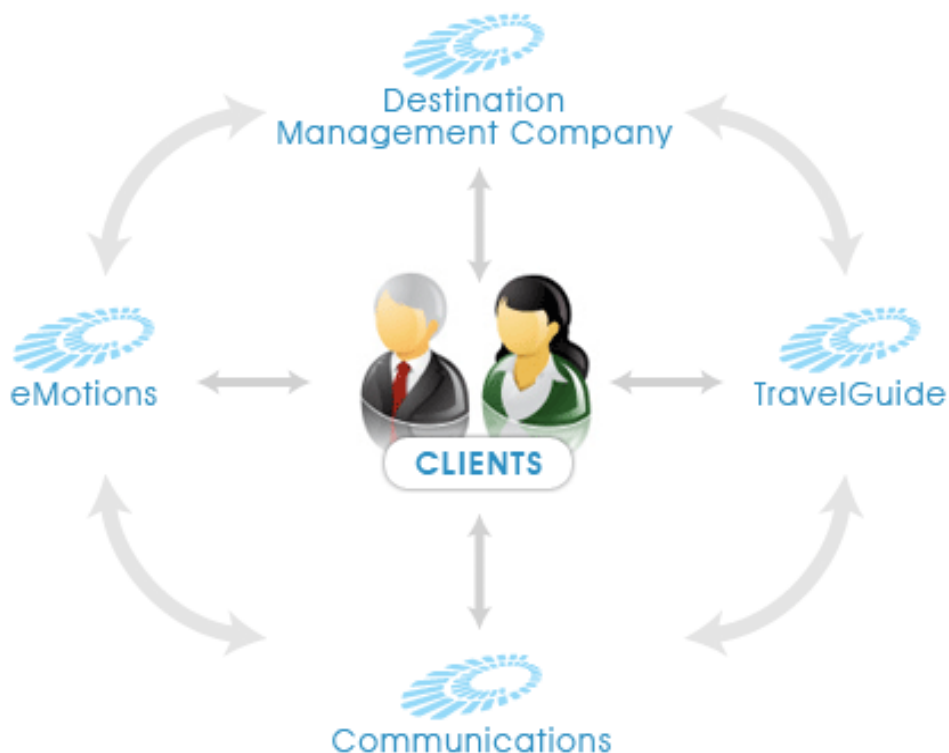 Destination
Management Company
eMotions
TravelGuide
CLIENTS
Communications